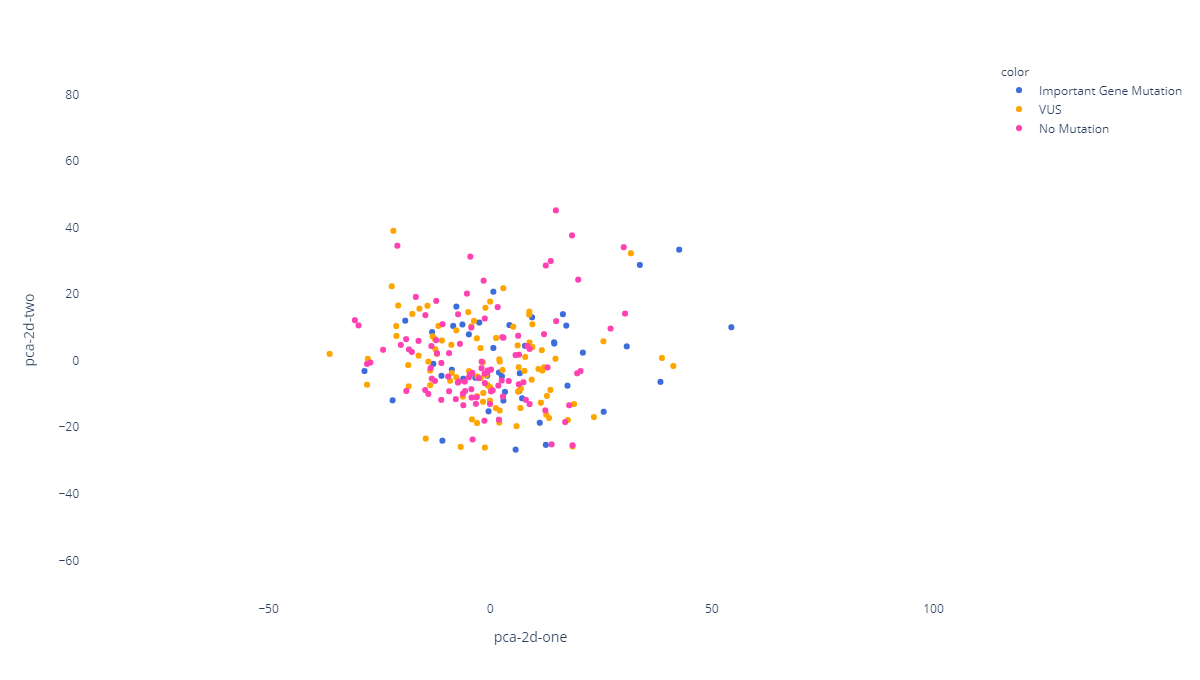 color
Important Gene Mutation
VUS
No Mutation
80
60
40
20
0
−20
−40
−60
pca-2d-two
−50
0
50
100
pca-2d-one